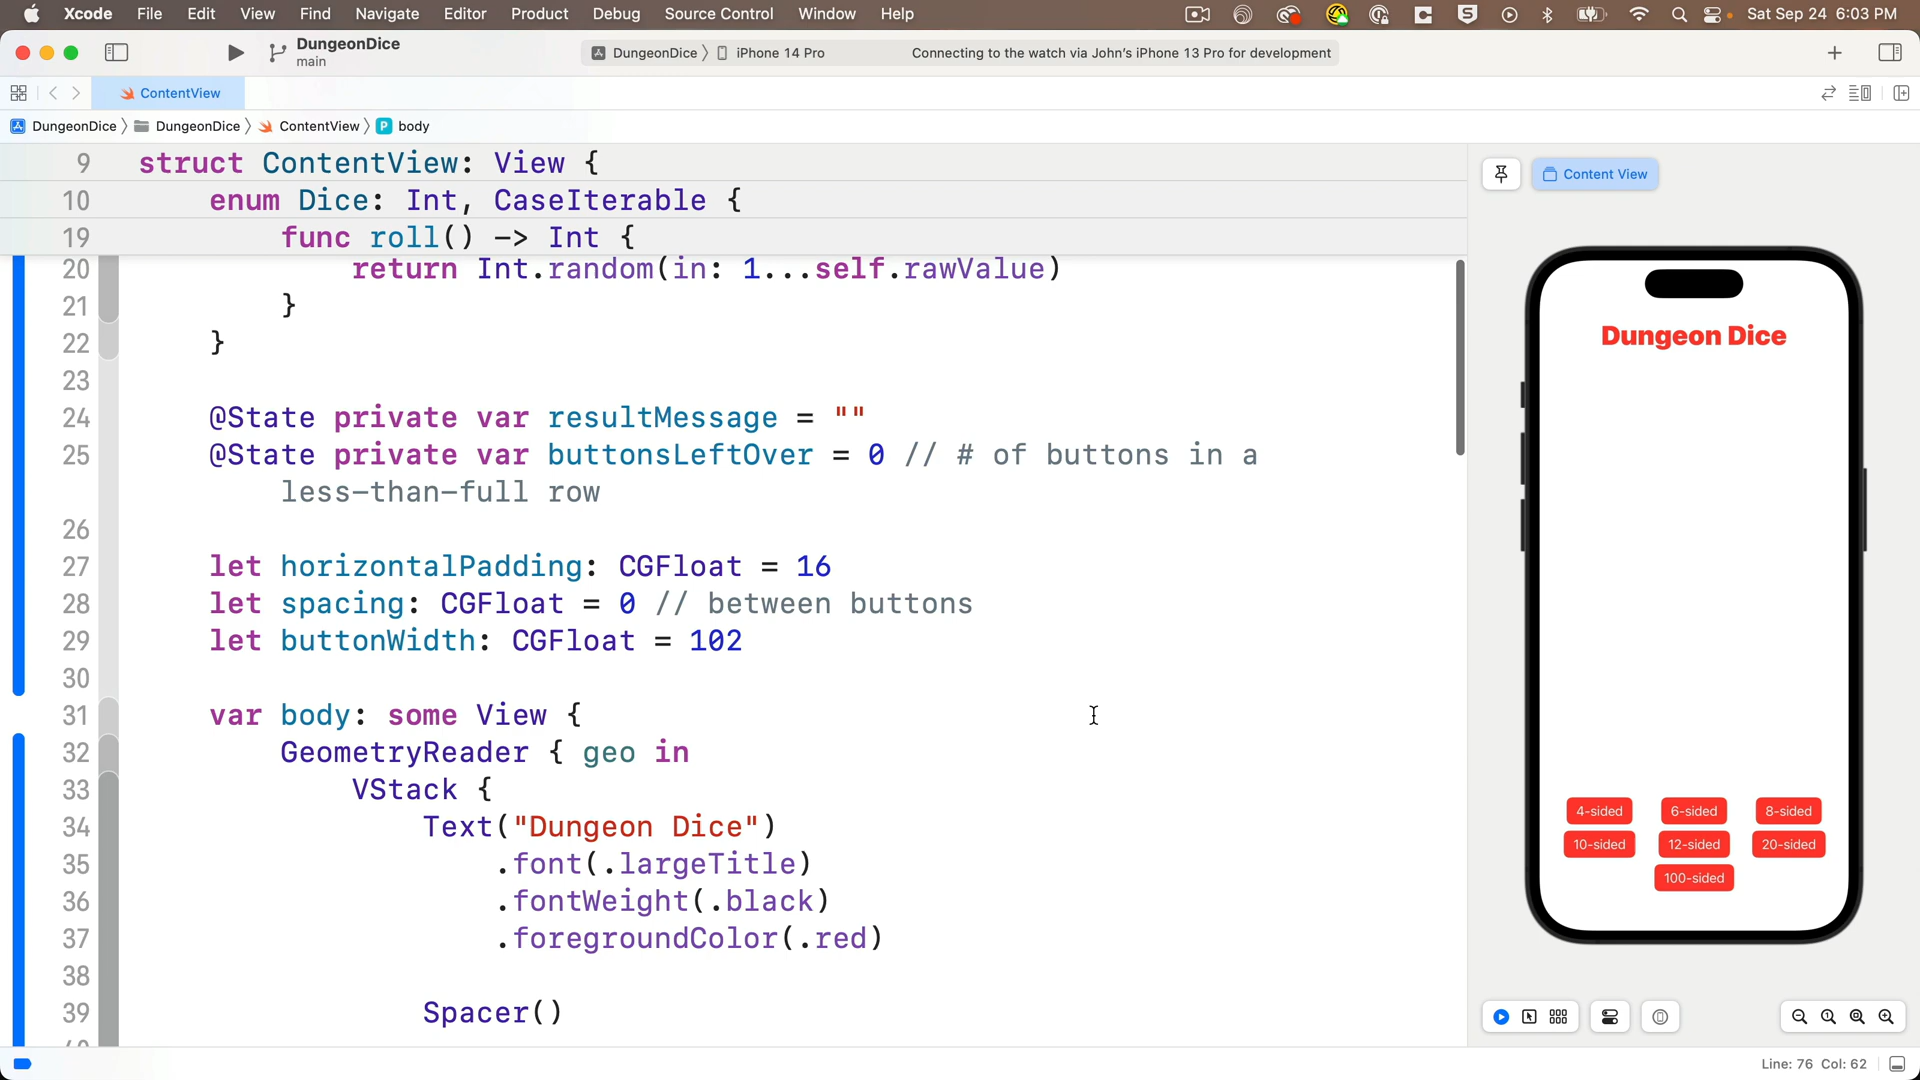 Xcode File Edit View Find Navigate Editor Product Debug Source Control Window Help Sat Sep 24 6:03 PM
DungeonDice
main
DungeonDice iPhone 14 Pro Connecting to the watch via John's iPhone 13 Pro for development
ContentView
DungeonDice DungeonDice ContentView P body
9 struct ContentView: View {
10 enum Dice: Int, CaseIterable {
19 func roll() -> Int {
20 return Int.random(in: 1...self.rawValue)
21 }
22 }
23
24 @State private var resultMessage = ""
25 @State private var buttonsLeftOver = 0 // # of buttons in a
less-than-full row
26
27 let horizontalPadding: CGFloat = 16
28 let spacing: CGFloat = 0 // between buttons
29 let buttonWidth: CGFloat = 102
30
31 var body: some View {
32 GeometryReader { geo in
33 VStack {
34 Text("Dungeon Dice")
35 .font(.largeTitle)
36 .fontWeight(.black)
37 .foregroundColor(.red)
38
39 Spacer()
Content View
Dungeon Dice
4-sided 6-sided 8-sided
10-sided 12-sided 20-sided
100-sided
Line: 76 Col: 62